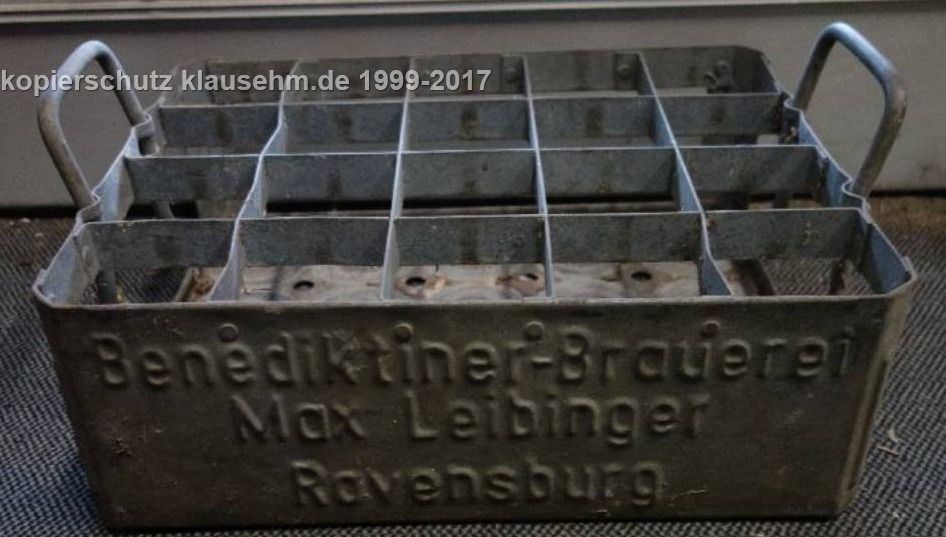 kopierschutz klausehm.de 1999-2017
Benediktiner-Brauerei
Max Leibinger
Ravensburg